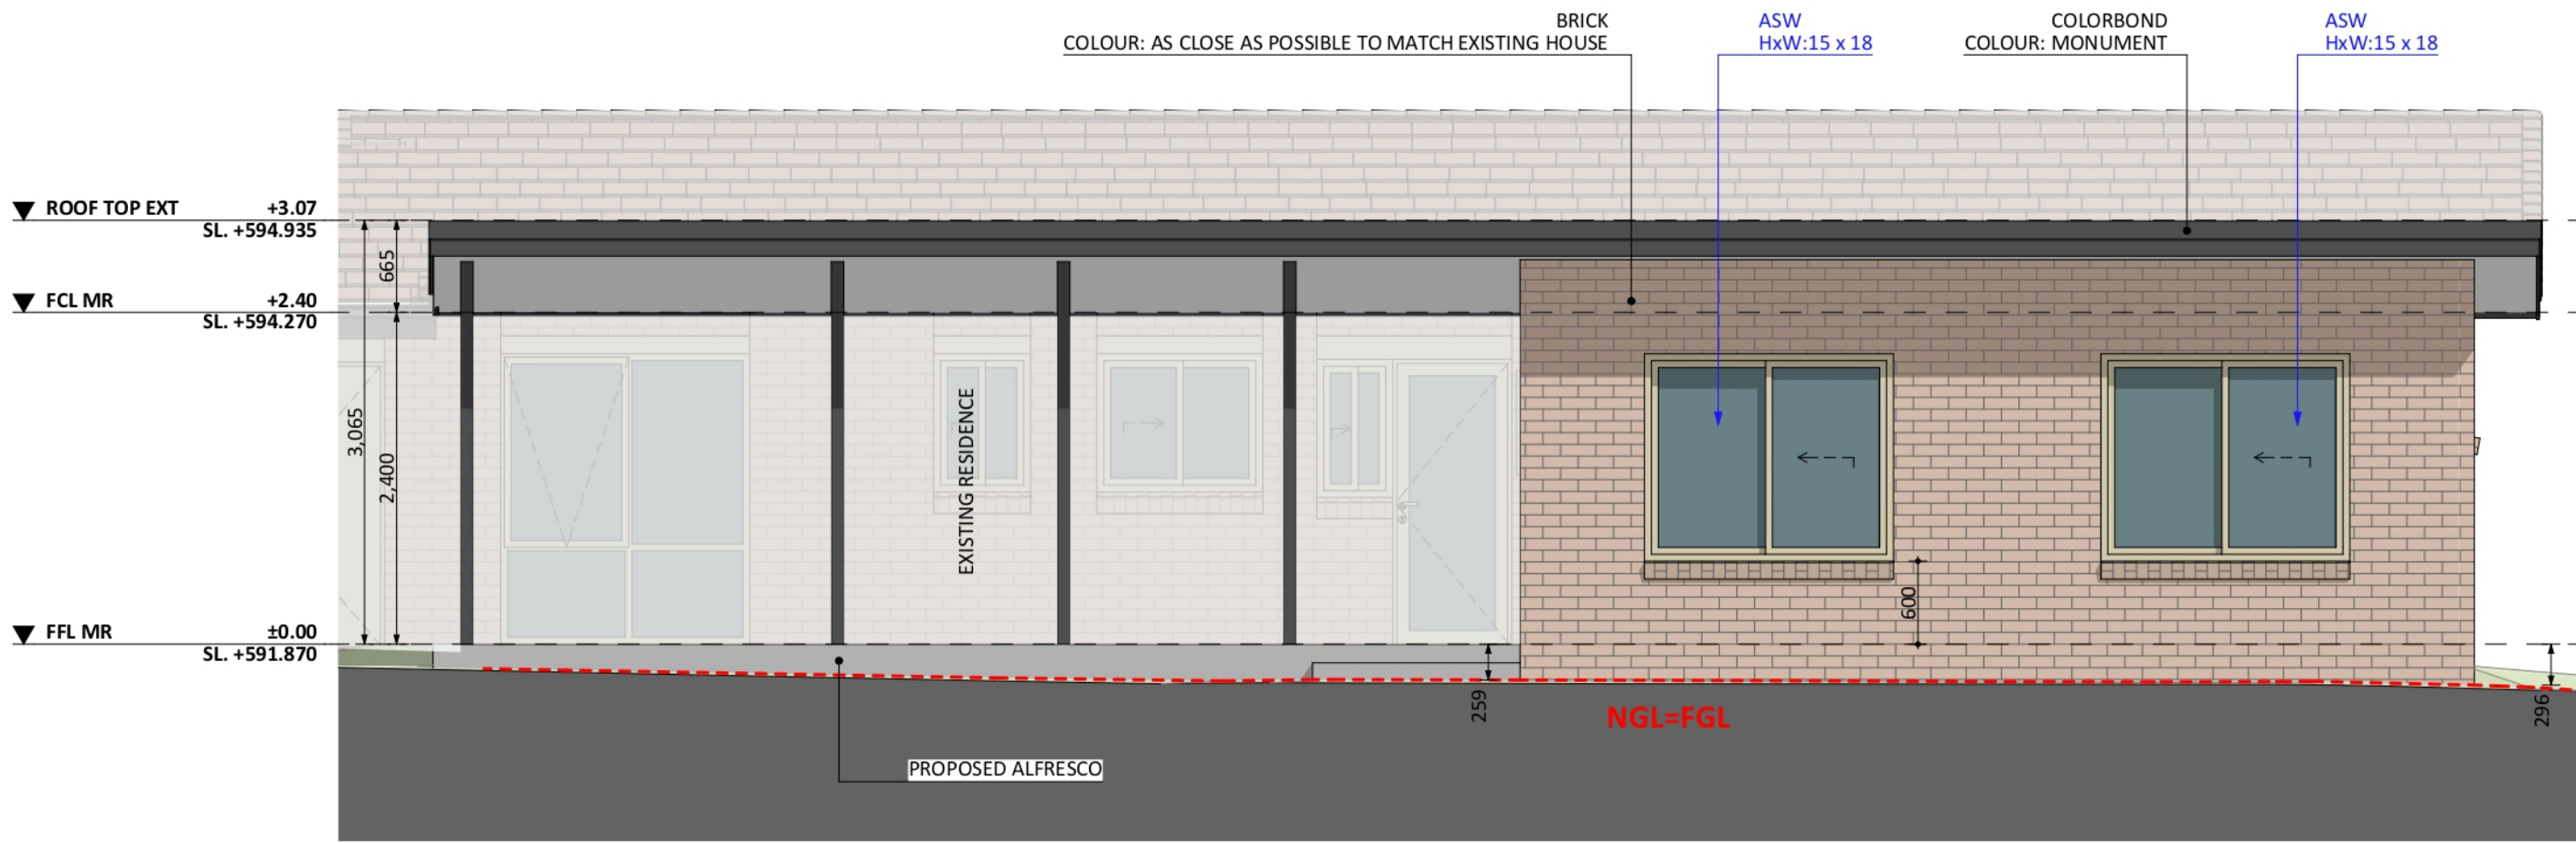 BRICK
COLOUR: AS CLOSE AS POSSIBLE TO MATCH EXISTING HOUSE
ASW
HxW:15 x 18
COLORBOND
COLOUR: MONUMENT
ASW
HxW:15 x 18
ROOF TOP EXT +3.07
SL. +594.935
665
FCL MR +2.40
SL. +594.270
3,065
2,400
EXISTING RESIDENCE
600
FFL MR ±0.00
SL. +591.870
259
296
NGL=FGL
PROPOSED ALFRESCO